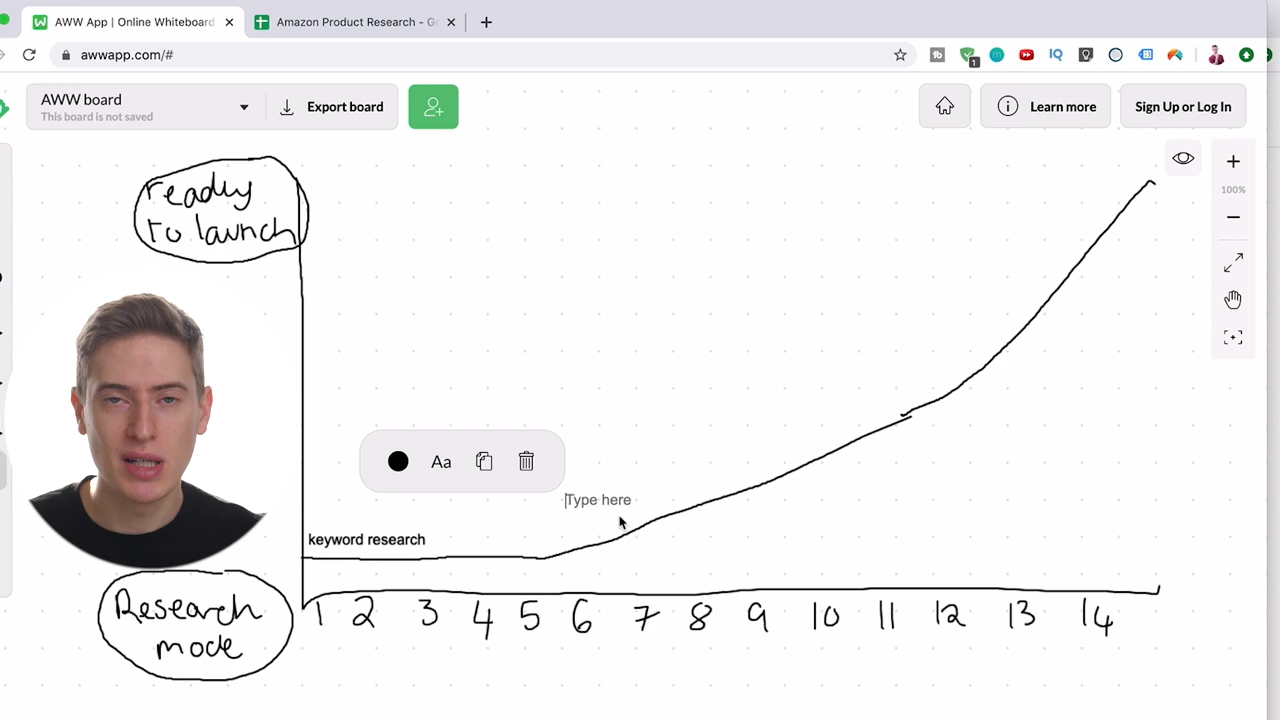 AWW App | Online Whiteboard
Amazon Product Research - G
awwapp.com/#
1
IQ
AWW board
This board is not saved
Export board
Learn more
Sign Up or Log In
100%
ready
to launch
Aa
Type here
keyword research
Research
mode
1 2 3 4 5 6 7 8 9 10 11 12 13 14